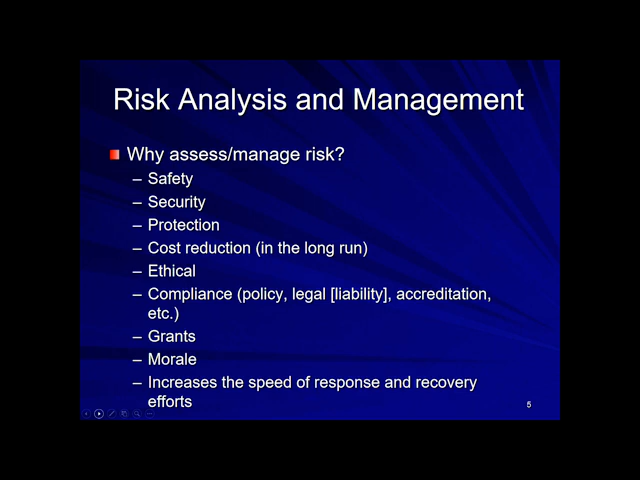 Risk Analysis and Management
Why assess/manage risk?
– Safety
– Security
– Protection
– Cost reduction (in the long run)
– Ethical
– Compliance (policy, legal [liability], accreditation,
etc.)
– Grants
– Morale
– Increases the speed of response and recovery
efforts
5